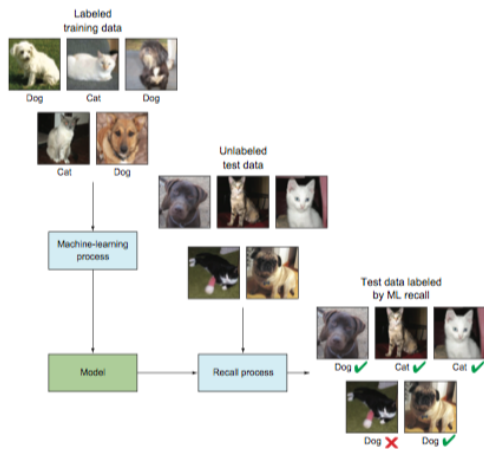 Labeled
training data
Dog
Cat
Dog
Cat
Dog
Unlabeled
test data
Machine-learning
process
Test data labeled
by ML recall
Dog
Cat
Cat
Model
Recall process
Dog
Dog